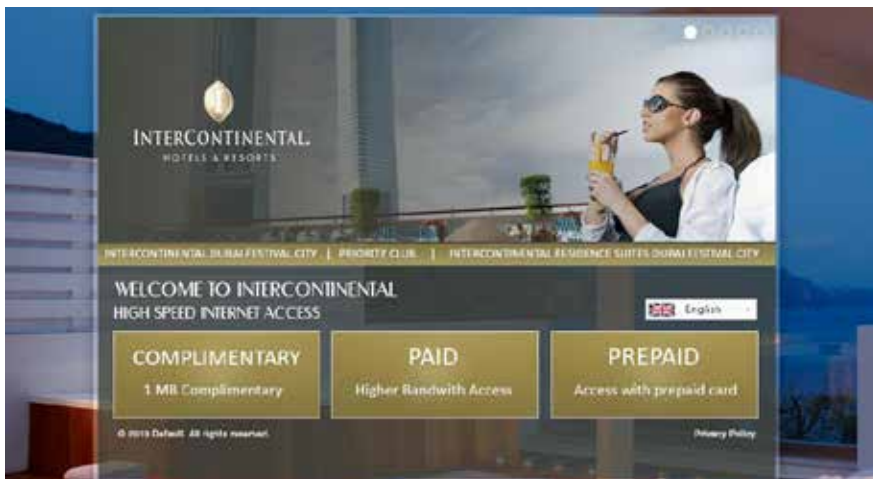 INTERCONTINENTAL.
HOTELS & RESORTS
INTERCONTINENTAL DUBAI FESTIVAL CITY | PRIORITY CLUB | INTERCONTINENTAL RESIDENCE SUITES DUBAI FESTIVAL CITY
WELCOME TO INTERCONTINENTAL
HIGH SPEED INTERNET ACCESS
English
COMPLIMENTARY
1 MB Complimentary
PAID
Higher Bandwith Access
PREPAID
Access with prepaid card
© 2013 Default. All rights reserved.
Privacy Policy